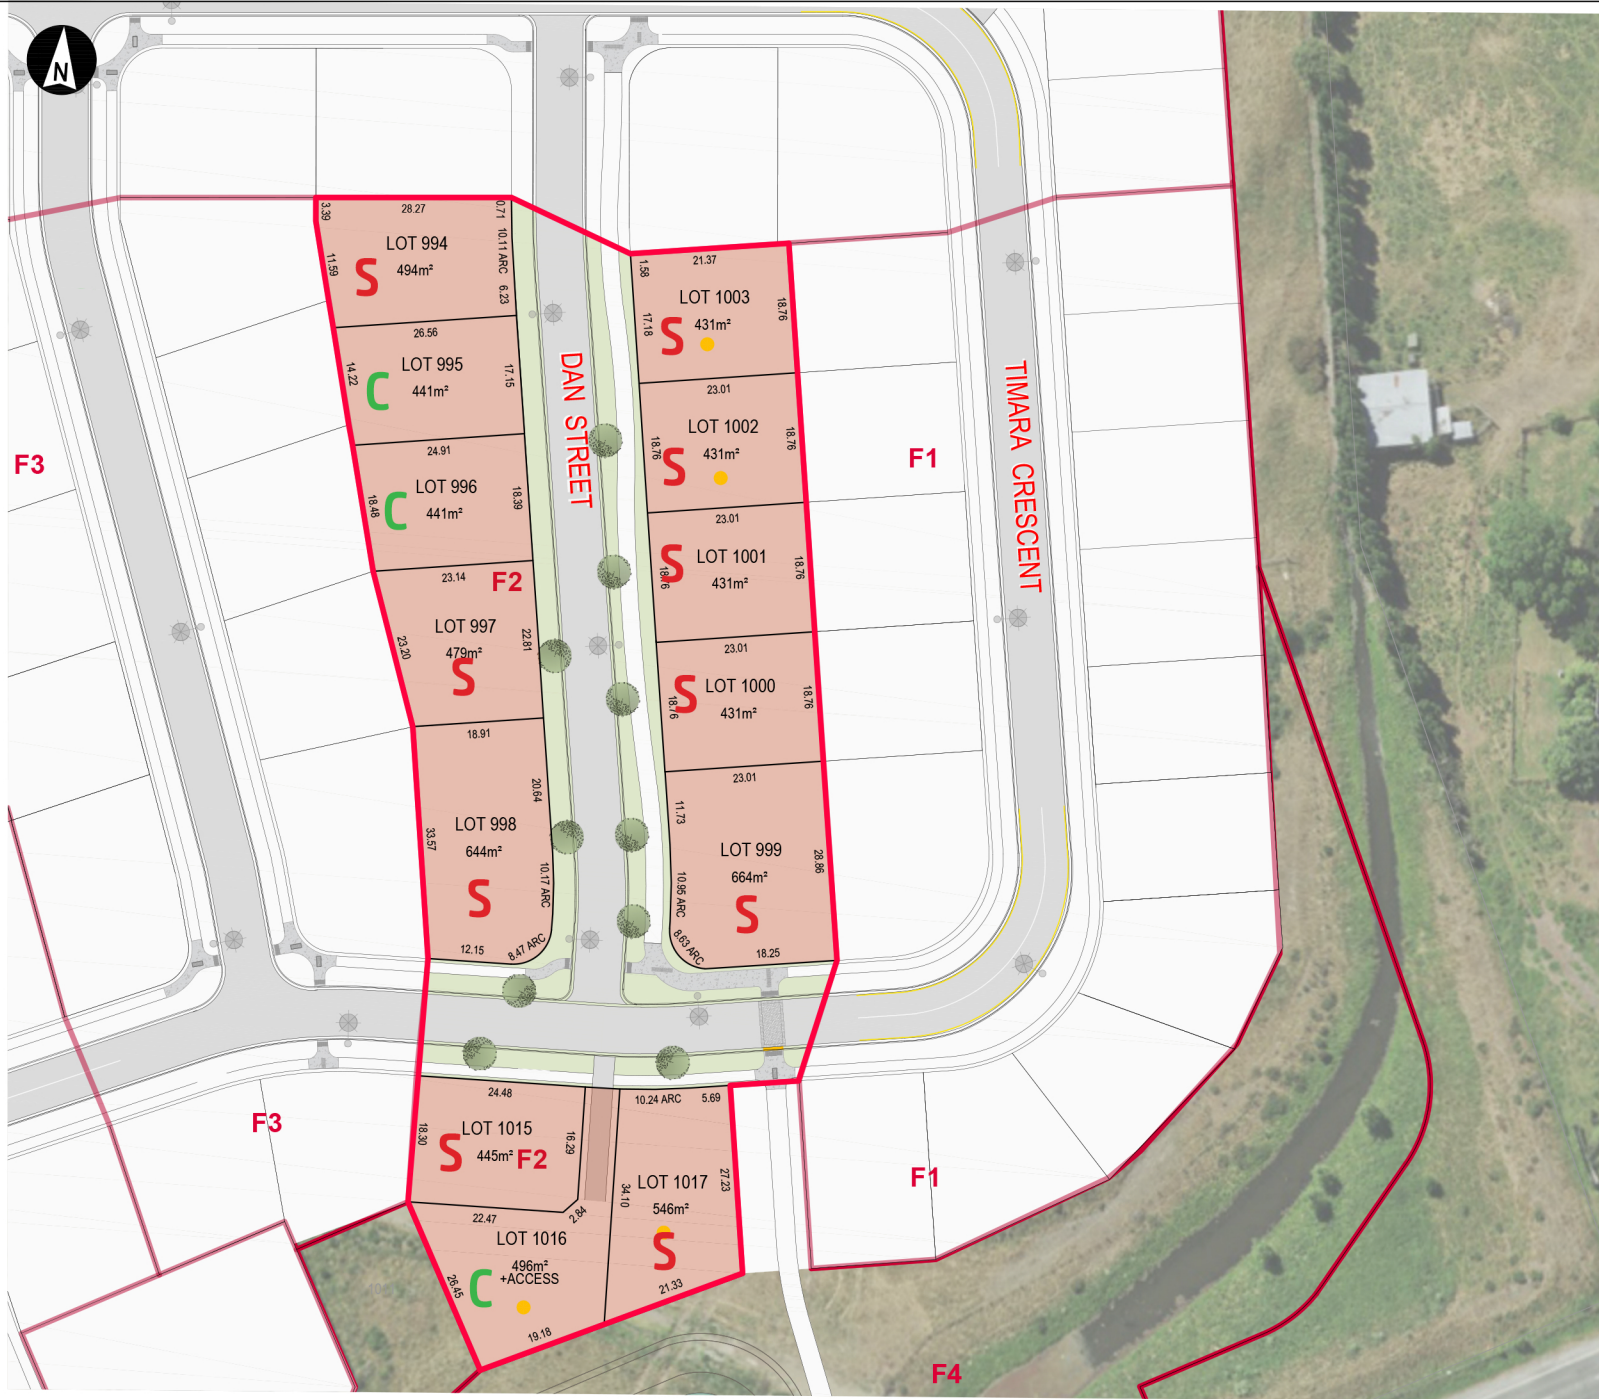 N
3.39
28.27
0.71
LOT 994
494m²
S
11.59
10.11 ARC
6.23
26.56
LOT 995
441m²
C
14.22
17.15
24.91
LOT 996
441m²
C
18.48
18.39
23.14
F2
LOT 997
479m²
S
23.20
22.81
18.91
20.64
LOT 998
644m²
S
33.57
10.17 ARC
12.15
8.47 ARC
DAN STREET
1.58
21.37
LOT 1003
431m²
S
17.18
18.76
23.01
LOT 1002
431m²
S
18.76
18.76
23.01
LOT 1001
431m²
S
18.76
18.76
23.01
LOT 1000
431m²
S
18.76
18.76
23.01
11.73
LOT 999
664m²
S
28.86
10.95 ARC
8.63 ARC
18.25
TIMARA CRESCENT
F3
F1
F3
24.48
LOT 1015
445m²
S
F2
18.30
16.29
22.47
2.84
LOT 1016
496m²
+ACCESS
C
26.45
19.18
10.24 ARC
5.69
LOT 1017
546m²
S
34.10
27.23
21.33
F1
F4